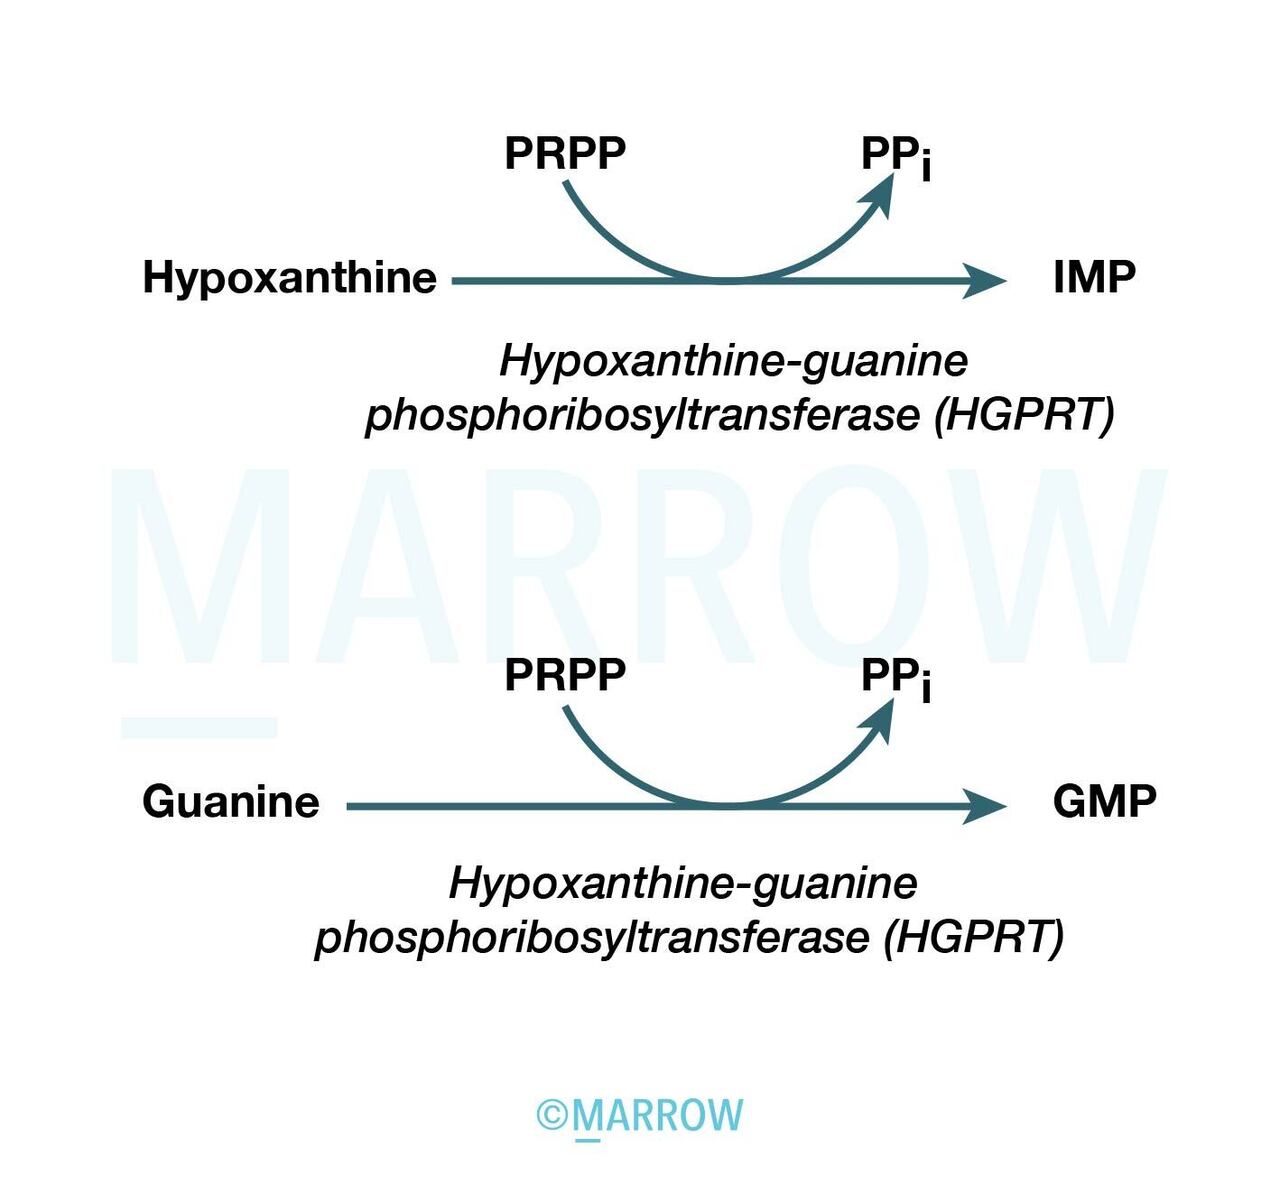 PRPP PPi
Hypoxanthine IMP
Hypoxanthine-guanine
phosphoribosyltransferase (HGPRT)
MARROW
PRPP PPi
Guanine GMP
Hypoxanthine-guanine
phosphoribosyltransferase (HGPRT)
©MARROW